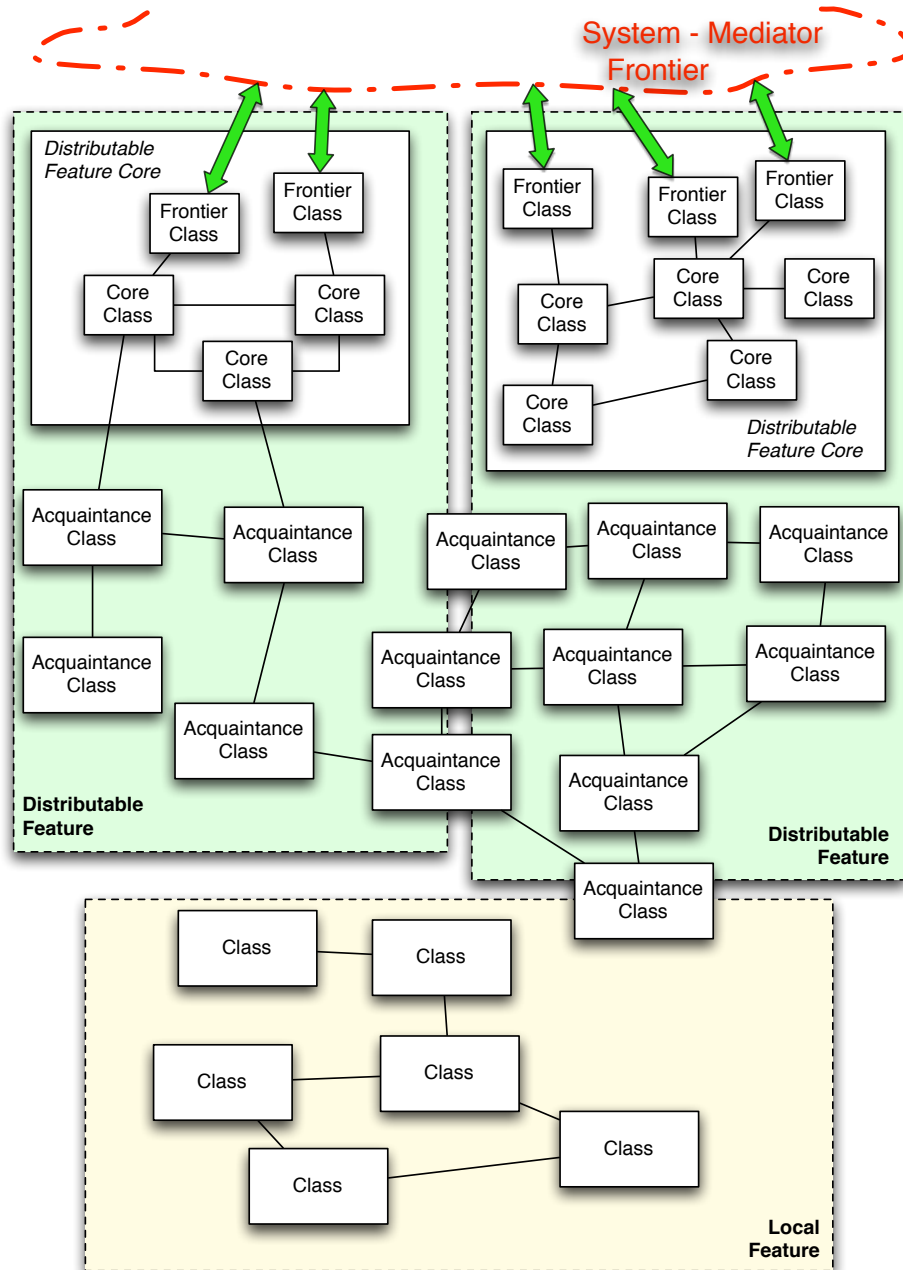 System - Mediator
Frontier
Distributable
Feature Core
Frontier
Class
Frontier
Class
Core
Class
Core
Class
Core
Class
Frontier
Class
Frontier
Class
Frontier
Class
Core
Class
Core
Class
Core
Class
Core
Class
Core
Class
Distributable
Feature Core
Acquaintance
Class
Acquaintance
Class
Acquaintance
Class
Acquaintance
Class
Distributable
Feature
Acquaintance
Class
Acquaintance
Class
Acquaintance
Class
Acquaintance
Class
Acquaintance
Class
Acquaintance
Class
Acquaintance
Class
Acquaintance
Class
Distributable
Feature
Acquaintance
Class
Class
Class
Class
Class
Class
Class
Local
Feature